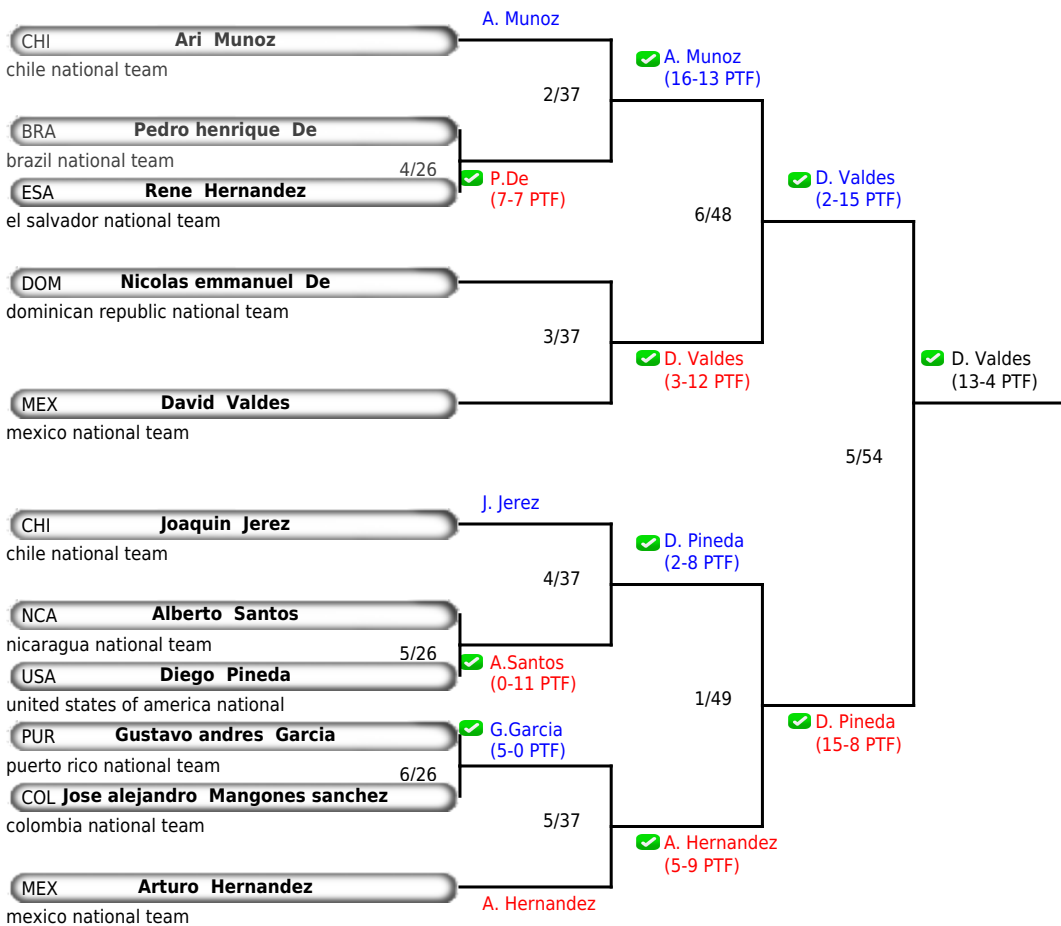 A. Munoz
CHI Ari Munoz
chile national team
A. Munoz
(16-13 PTF)
2/37
BRA Pedro henrique De
brazil national team
4/26
P.De
(7-7 PTF)
ESA Rene Hernandez
el salvador national team
D. Valdes
(2-15 PTF)
6/48
DOM Nicolas emmanuel De
dominican republic national team
3/37
D. Valdes
(3-12 PTF)
D. Valdes
(13-4 PTF)
MEX David Valdes
mexico national team
5/54
J. Jerez
CHI Joaquin Jerez
chile national team
D. Pineda
(2-8 PTF)
4/37
NCA Alberto Santos
nicaragua national team
5/26
A.Santos
(0-11 PTF)
USA Diego Pineda
united states of america national
1/49
D. Pineda
(15-8 PTF)
PUR Gustavo andres Garcia
G.Garcia
(5-0 PTF)
puerto rico national team
6/26
COL Jose alejandro Mangones sanchez
colombia national team
5/37
A. Hernandez
(5-9 PTF)
MEX Arturo Hernandez
A. Hernandez
mexico national team